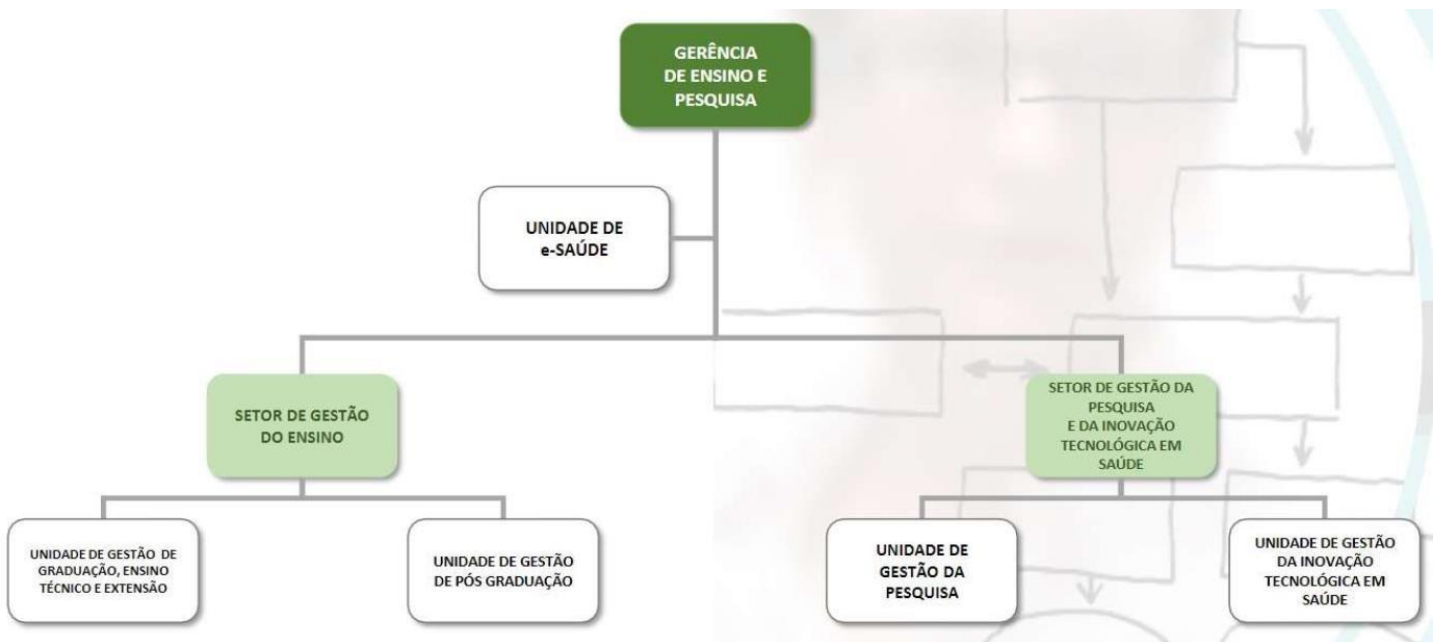 GERÊNCIA
DE ENSINO E
PESQUISA
UNIDADE DE
e-SAÚDE
SETOR DE GESTÃO
DO ENSINO
SETOR DE GESTÃO DA
PESQUISA
E DA INOVAÇÃO
TECNOLÓGICA EM
SAÚDE
UNIDADE DE GESTÃO DE
GRADUAÇÃO, ENSINO
TÉCNICO E EXTENSÃO
UNIDADE DE GESTÃO
DE PÓS GRADUAÇÃO
UNIDADE DE
GESTÃO DA
PESQUISA
UNIDADE DE GESTÃO
DA INOVAÇÃO
TECNOLÓGICA EM
SAÚDE